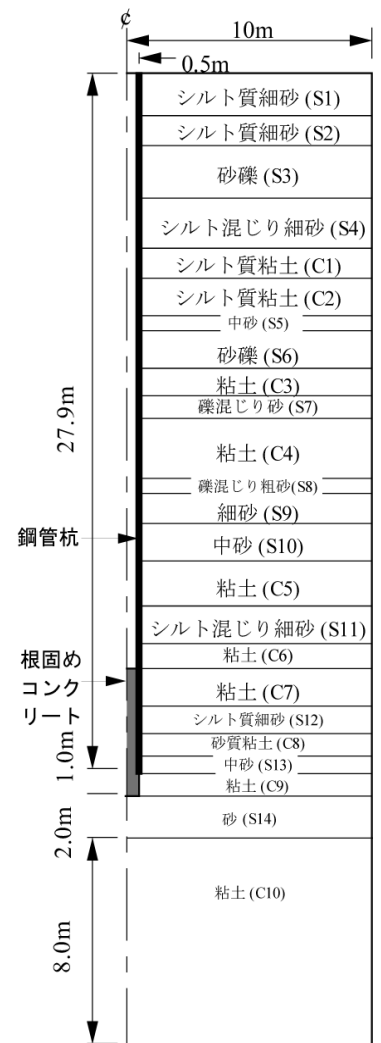 ₵
10m
0.5m
シルト質細砂 (S1)
シルト質細砂 (S2)
砂礫 (S3)
シルト混じり細砂 (S4)
シルト質粘土 (C1)
シルト質粘土 (C2)
中砂 (S5)
砂礫 (S6)
粘土 (C3)
礫混じり砂 (S7)
粘土 (C4)
礫混じり粗砂(S8)
細砂 (S9)
中砂 (S10)
粘土 (C5)
シルト混じり細砂 (S11)
粘土 (C6)
粘土 (C7)
シルト質細砂 (S12)
砂質粘土 (C8)
中砂 (S13)
粘土 (C9)
砂 (S14)
粘土 (C10)
27.9m
鋼管杭
根固め
コンク
リート
1.0m
2.0m
8.0m